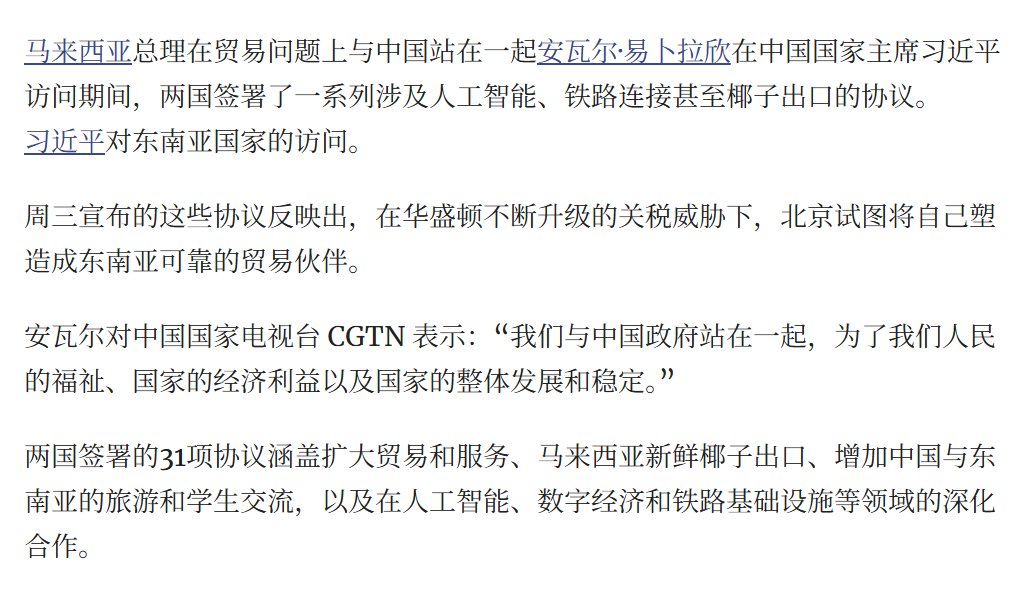 马来西亚总理在贸易问题上与中国站在一起安瓦尔·易卜拉欣在中国国家主席习近平
访问期间，两国签署了一系列涉及人工智能、铁路连接甚至椰子出口的协议。
习近平对东南亚国家的访问。
周三宣布的这些协议反映出，在华盛顿不断升级的关税威胁下，北京试图将自己塑
造成东南亚可靠的贸易伙伴。
安瓦尔对中国国家电视台 CGTN 表示：“我们与中国政府站在一起，为了我们人民
的福祉、国家的经济利益以及国家的整体发展和稳定。”
两国签署的31项协议涵盖扩大贸易和服务、马来西亚新鲜椰子出口、增加中国与东
南亚的旅游和学生交流，以及在人工智能、数字经济和铁路基础设施等领域的深化
合作。